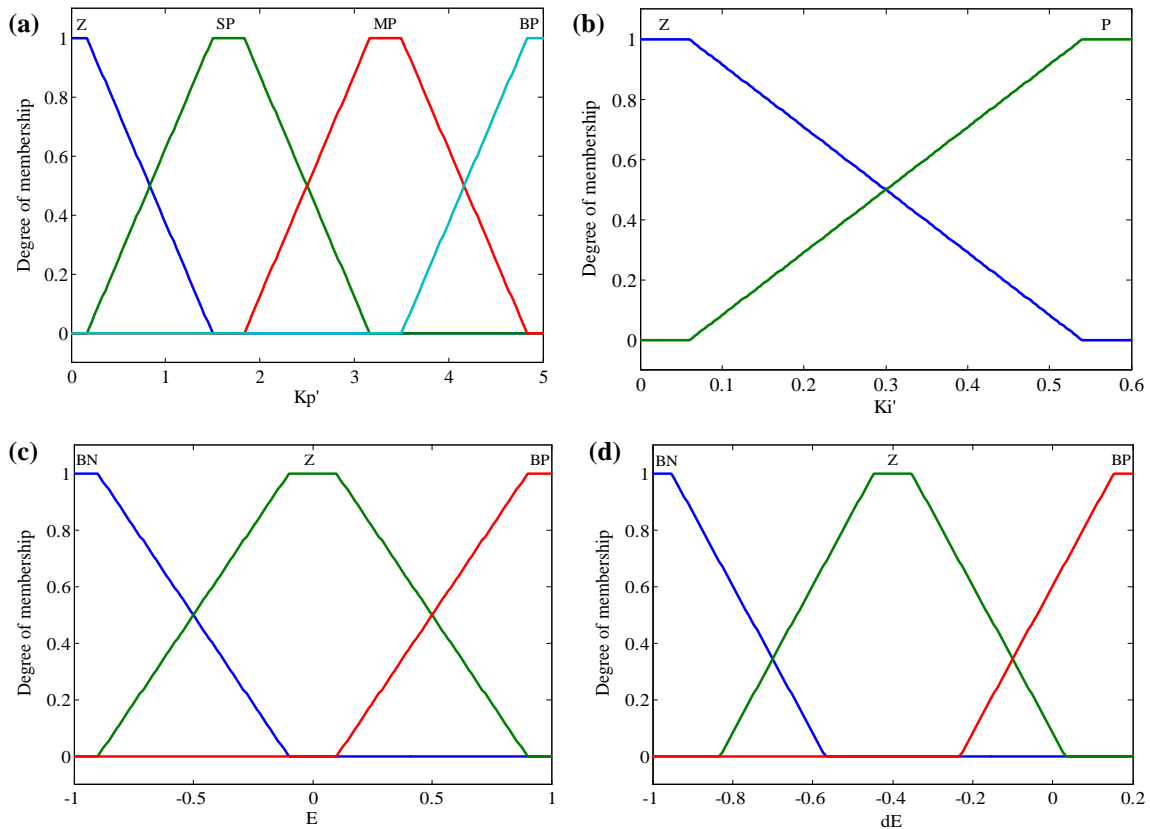 (a)
Z SP MP BP
Degree of membership
1
0.8
0.6
0.4
0.2
0
0 1 2 3 4 5
Kp'
(b)
Z P
Degree of membership
1
0.8
0.6
0.4
0.2
0
0 0.1 0.2 0.3 0.4 0.5 0.6
Ki'
(c)
BN Z BP
Degree of membership
1
0.8
0.6
0.4
0.2
0
-1 -0.5 0 0.5 1
E
(d)
BN Z BP
Degree of membership
1
0.8
0.6
0.4
0.2
0
-1 -0.8 -0.6 -0.4 -0.2 0 0.2
dE